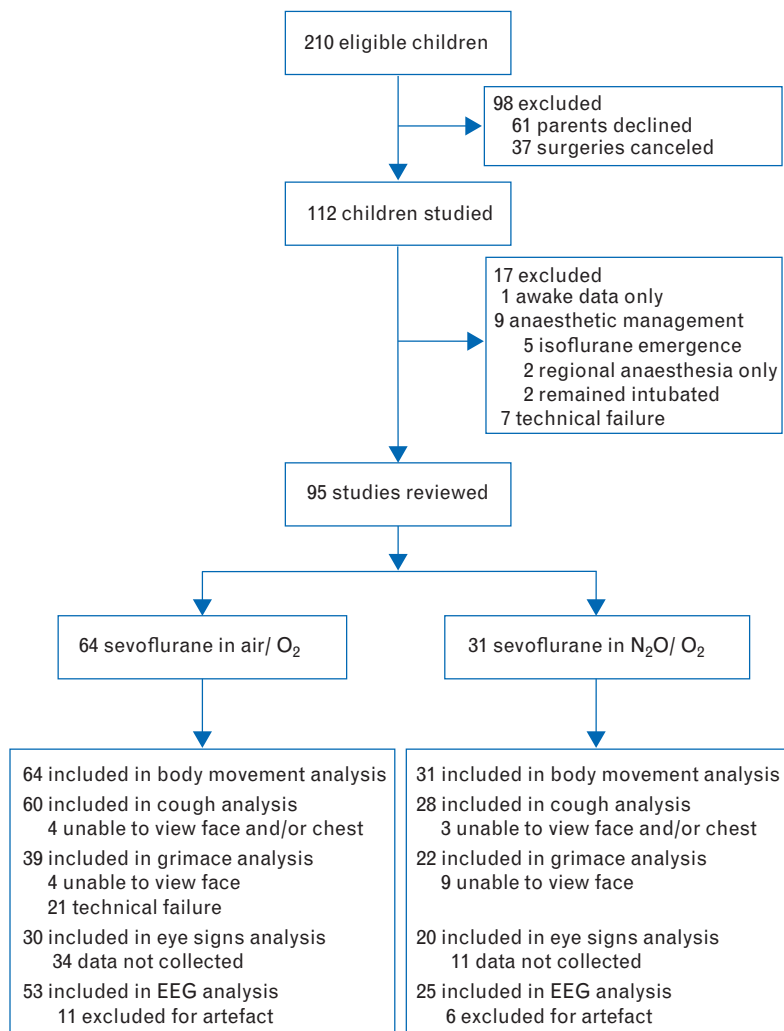 210 eligible children
98 excluded
61 parents declined
37 surgeries canceled
112 children studied
17 excluded
1 awake data only
9 anaesthetic management
5 isoflurane emergence
2 regional anaesthesia only
2 remained intubated
7 technical failure
95 studies reviewed
64 sevoflurane in air/ O₂
31 sevoflurane in N₂O/ O₂
64 included in body movement analysis
60 included in cough analysis
4 unable to view face and/or chest
39 included in grimace analysis
4 unable to view face
21 technical failure
30 included in eye signs analysis
34 data not collected
53 included in EEG analysis
11 excluded for artefact
31 included in body movement analysis
28 included in cough analysis
3 unable to view face and/or chest
22 included in grimace analysis
9 unable to view face
20 included in eye signs analysis
11 data not collected
25 included in EEG analysis
6 excluded for artefact